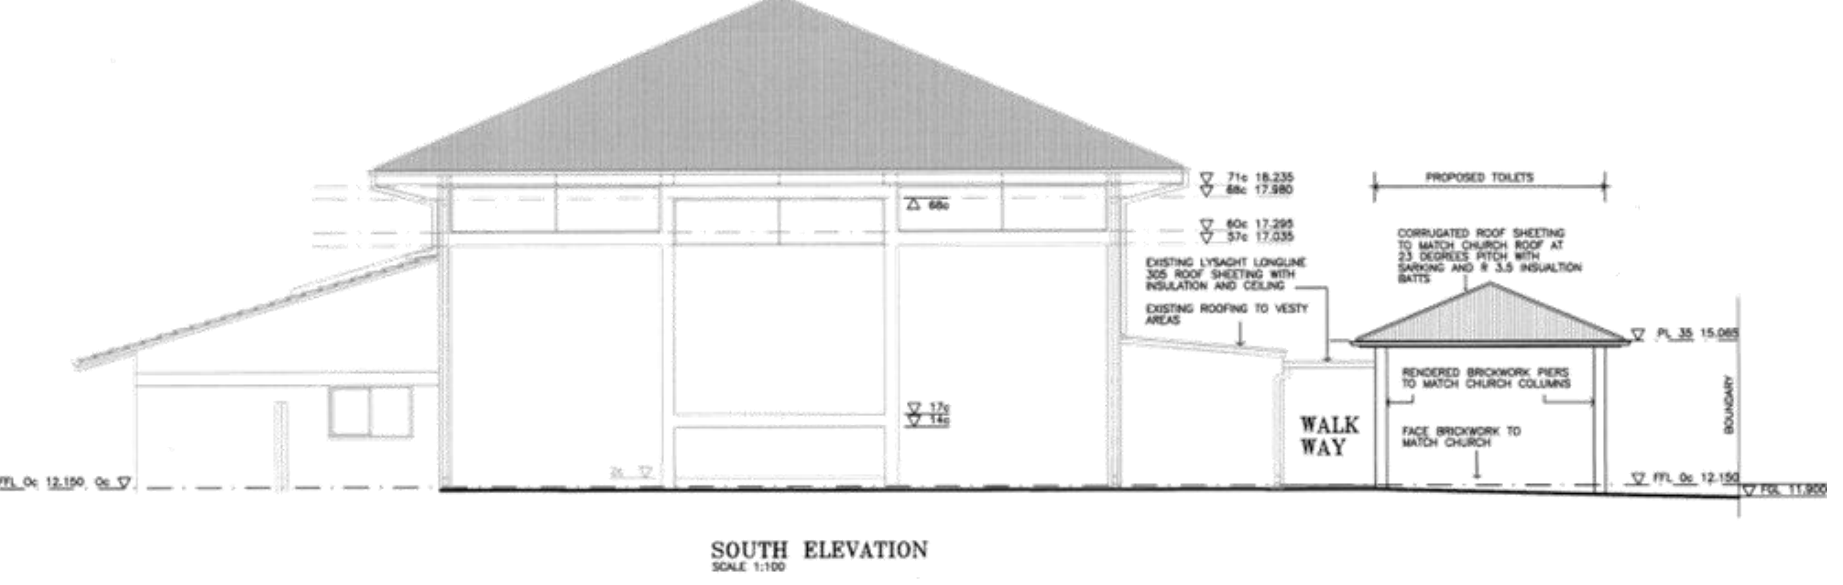 71c 18.235
68c 17.980
68c
60c 17.295
57c 17.035
PROPOSED TOILETS
CORRUGATED ROOF SHEETING
TO MATCH CHURCH ROOF AT
23 DEGREES PITCH WITH
SARKING AND R 3.5 INSUALTION
BATTS
EXISTING LYSAGHT LONGLINE
305 ROOF SHEETING WITH
INSULATION AND CEILING
EXISTING ROOFING TO VESTY
AREAS
PL 35 15.065
RENDERED BRICKWORK PIERS
TO MATCH CHURCH COLUMNS
BOUNDARY
17c
14c
WALK
WAY
FACE BRICKWORK TO
MATCH CHURCH
2c
FFL 0c 12.150 0c
FFL 0c 12.150
FGL 11.900
SOUTH ELEVATION
SCALE 1:100